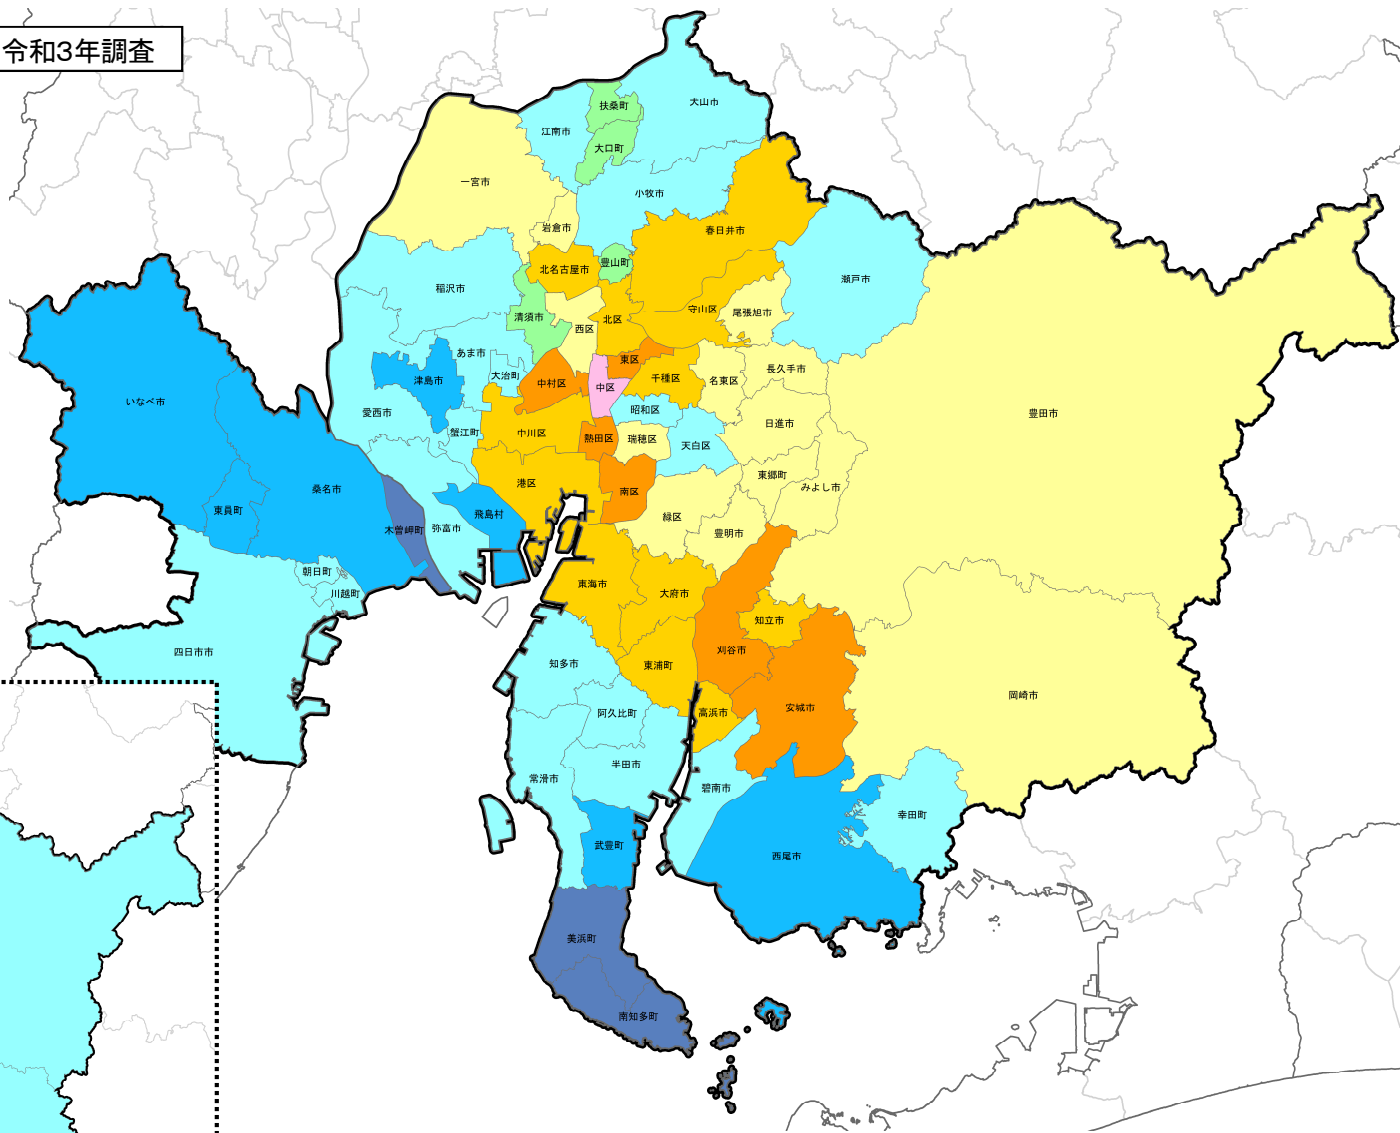 令和3年調査
犬山市
扶桑町
江南市
大口町
一宮市
小牧市
岩倉市
春日井市
北名古屋市
豊山町
瀬戸市
稲沢市
守山区
尾張旭市
清須市
北区
西区
あま市
東区
長久手市
大治町
千種区
名東区
津島市
中村区
中区
いなべ市
愛西市
昭和区
豊田市
日進市
蟹江町
中川区
熱田区
瑞穂区
天白区
東郷町
港区
みよし市
桑名市
南区
東員町
飛島村
緑区
木曽岬町
弥富市
豊明市
朝日町
東海市
川越町
大府市
知立市
四日市市
刈谷市
知多市
東浦町
岡崎市
阿久比町
高浜市
安城市
半田市
常滑市
碧南市
幸田町
武豊町
西尾市
美浜町
南知多町